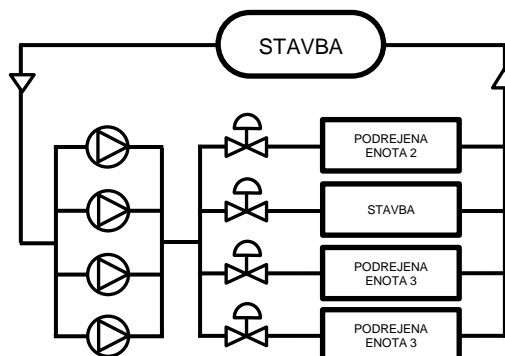 STAVBA
PODREJENA
ENOTA 2
STAVBA
PODREJENA
ENOTA 3
PODREJENA
ENOTA 3